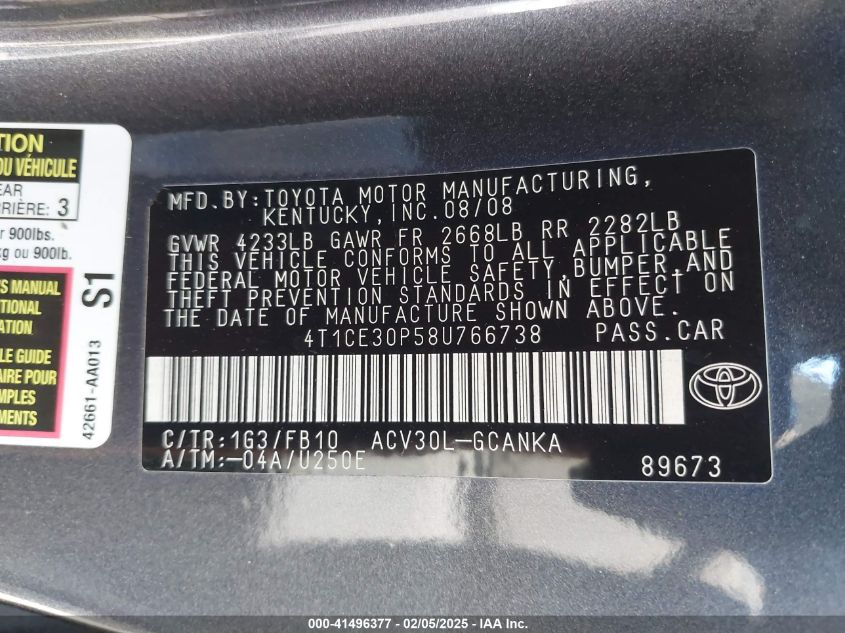 TION
OU VÉHICULE
EAR
RRIÈRE: 3
r 900lbs.
kg ou 900lb.
S MANUAL
TIONAL
ATION
LE GUIDE
AIRE POUR
MPLES
EMENTS
S1
42661-AA013
MFD. BY: TOYOTA MOTOR MANUFACTURING,
KENTUCKY, INC. 08/08
GVWR 4233LB GAWR FR 2668LB RR 2282LB
THIS VEHICLE CONFORMS TO ALL APPLICABLE
FEDERAL MOTOR VEHICLE SAFETY, BUMPER, AND
THEFT PREVENTION STANDARDS IN EFFECT ON
THE DATE OF MANUFACTURE SHOWN ABOVE.
4T1CE30P58U766738 PASS.CAR
C/TR:1G3/FB10 ACV30L-GCANKA
A/TM:-04A/U250E 89673
000-41496377 - 02/05/2025 - IAA Inc.